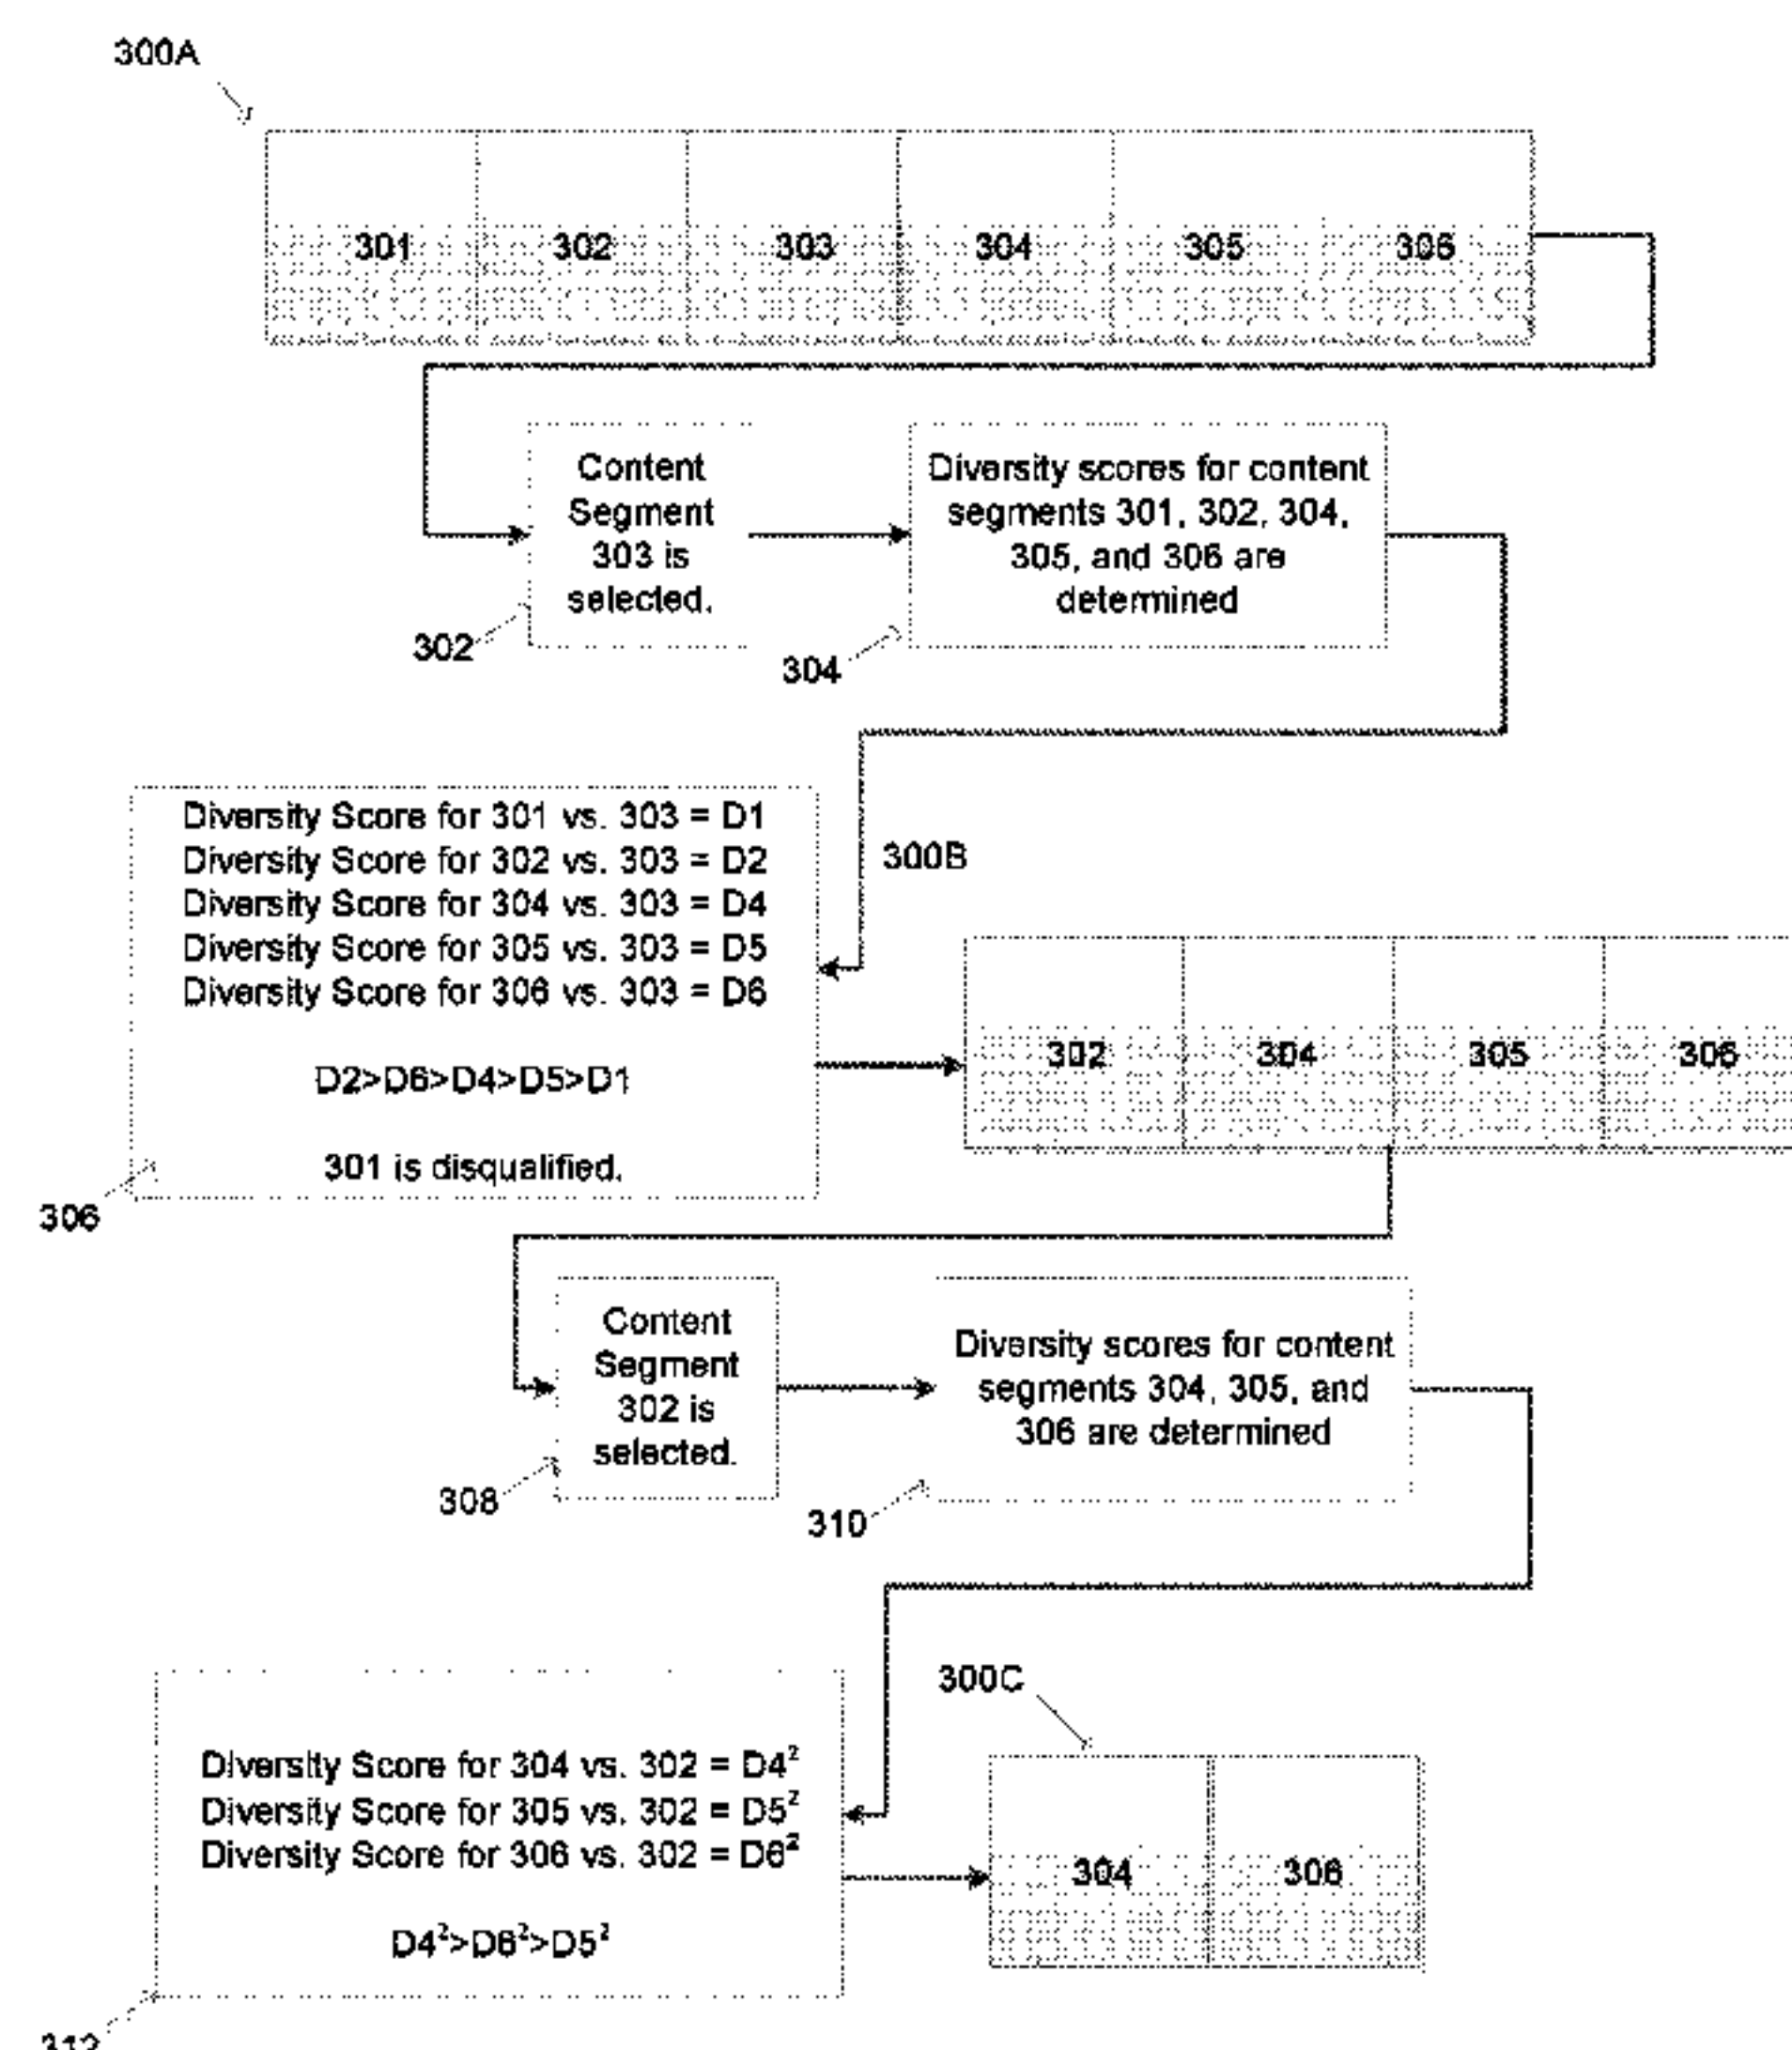 300A
301 302 303 304 305 306
Content
Segment
303 is
selected.
302
Diversity scores for content
segments 301, 302, 304,
305, and 306 are
determined
304
Diversity Score for 301 vs. 303 = D1
Diversity Score for 302 vs. 303 = D2
Diversity Score for 304 vs. 303 = D4
Diversity Score for 305 vs. 303 = D5
Diversity Score for 306 vs. 303 = D6
D2>D6>D4>D5>D1
301 is disqualified.
306
300B
302 304 305 306
Content
Segment
302 is
selected.
308
Diversity scores for content
segments 304, 305, and
306 are determined
310
Diversity Score for 304 vs. 302 = D4²
Diversity Score for 305 vs. 302 = D5²
Diversity Score for 306 vs. 302 = D6²
D4²>D6²>D5²
312
300C
304 306